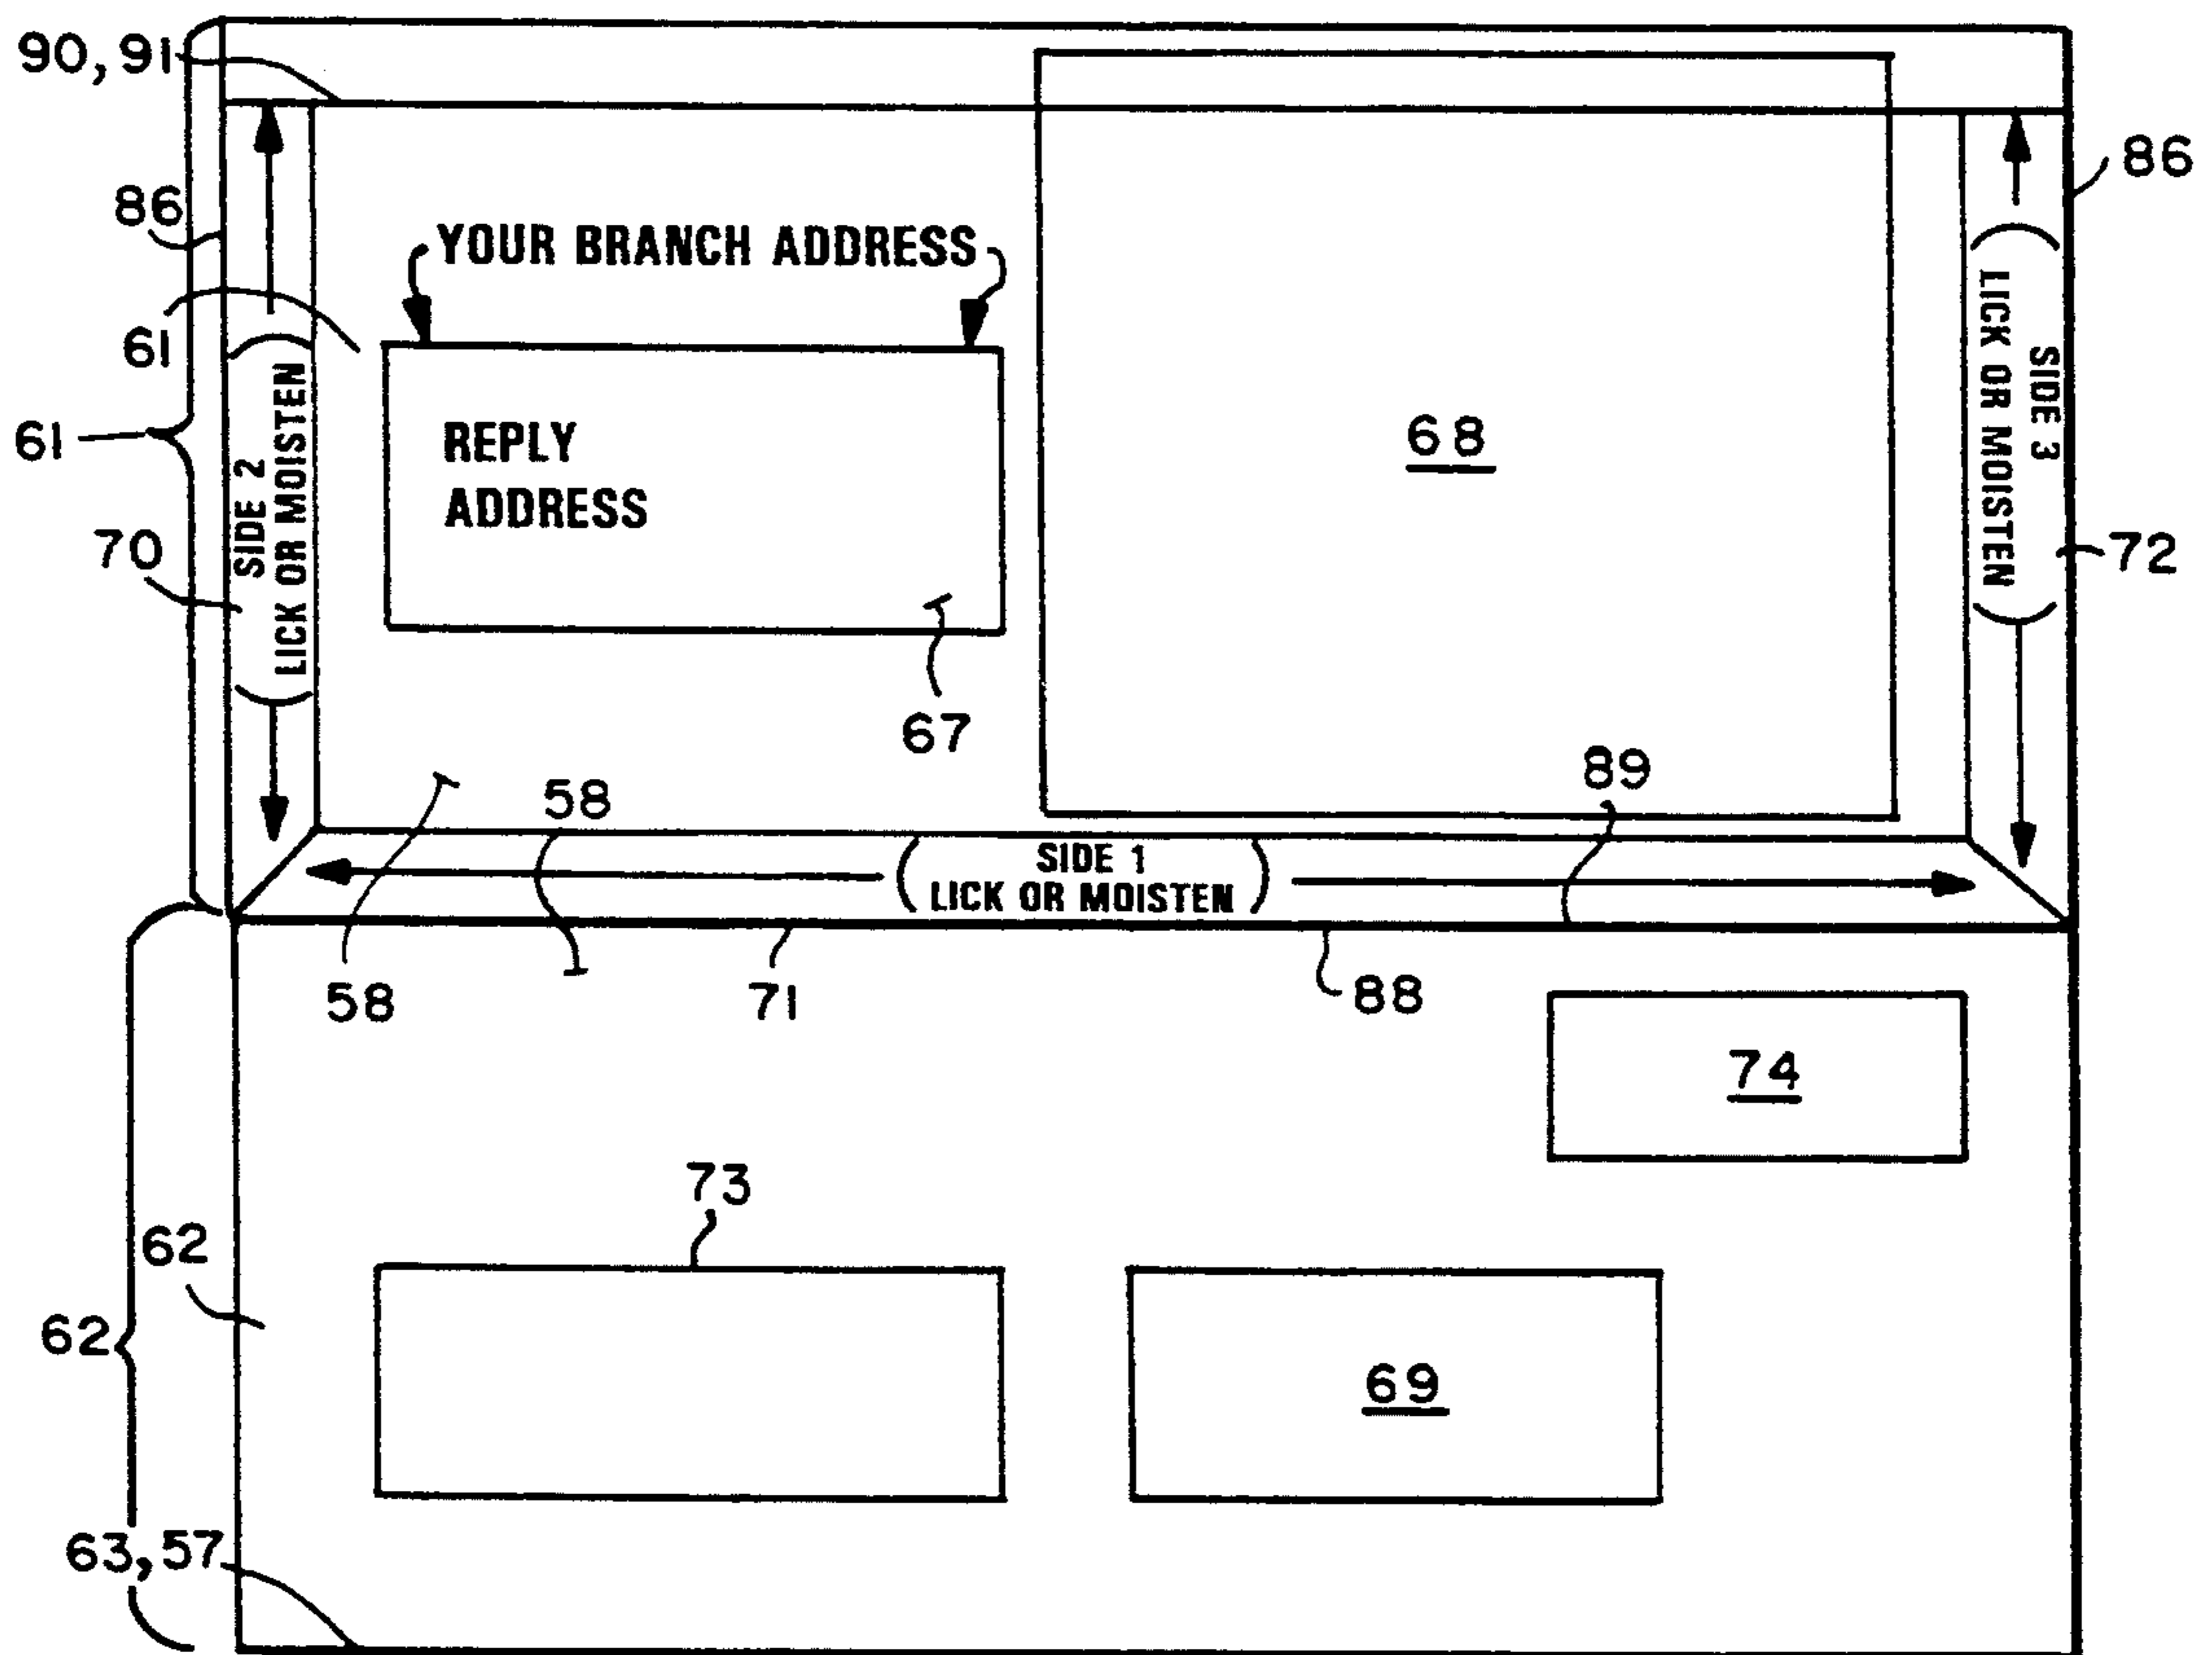 90,91
86
86
YOUR BRANCH ADDRESS
61
61
REPLY
ADDRESS
68
SIDE 2
LICK OR MOISTEN
SIDE 3
LICK OR MOISTEN
70
72
67
58
89
SIDE 1
LICK OR MOISTEN
58
71
88
74
73
62
62
69
63,57